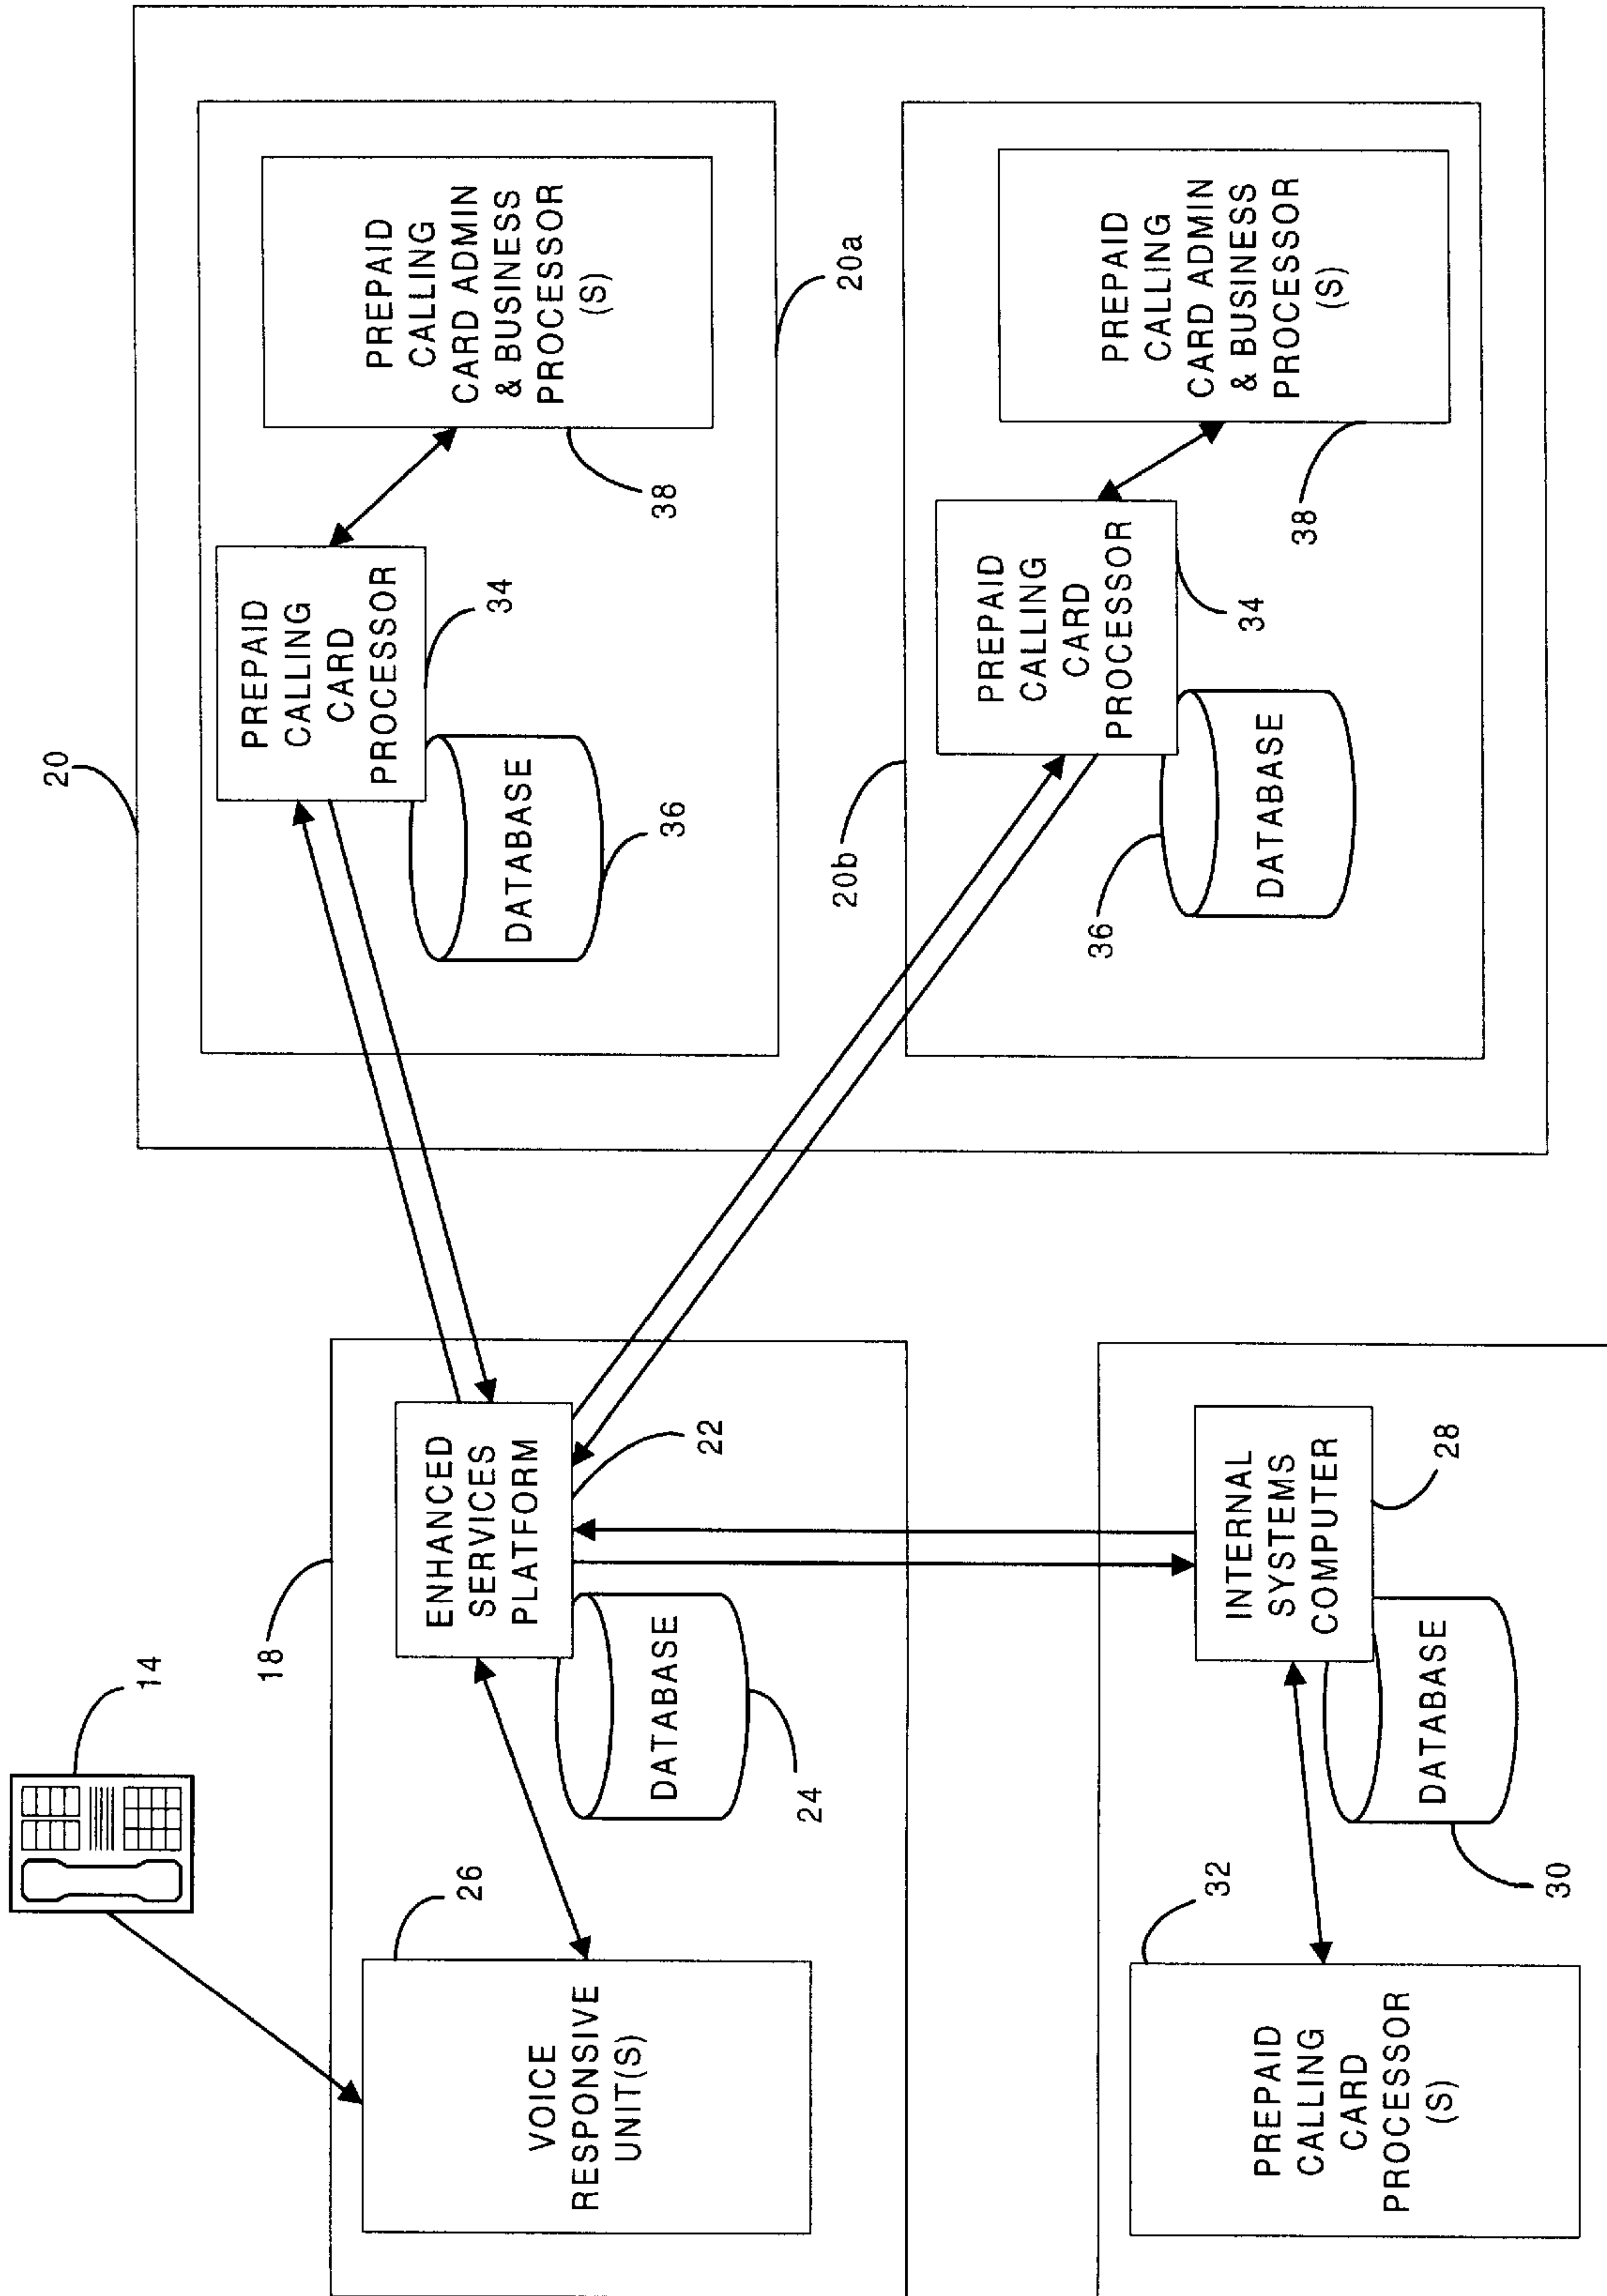 14
18
26
VOICE
RESPONSIVE
UNIT(S)
ENHANCED
SERVICES
PLATFORM
22
DATABASE
24
32
PREPAID
CALLING
CARD
PROCESSOR
(S)
INTERNAL
SYSTEMS
COMPUTER
28
DATABASE
30
20
PREPAID
CALLING
CARD
PROCESSOR
34
DATABASE
36
PREPAID
CALLING
CARD ADMIN
& BUSINESS
PROCESSOR
(S)
38
20a
20b
PREPAID
CALLING
CARD
PROCESSOR
34
36
DATABASE
PREPAID
CALLING
CARD ADMIN
& BUSINESS
PROCESSOR
(S)
38